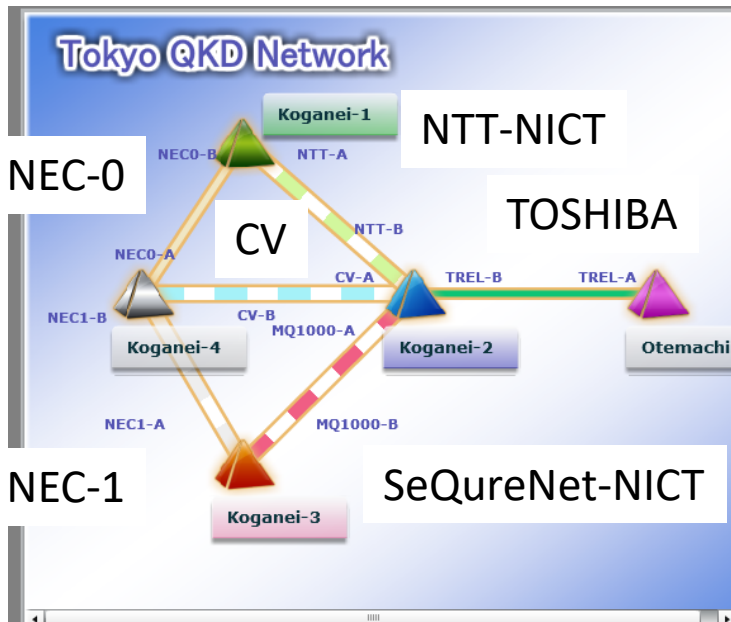 Tokyo QKD Network
Koganei-1
NTT-NICT
NEC0-B
NTT-A
NEC-0
TOSHIBA
CV
NTT-B
NEC0-A
CV-A
TREL-B
TREL-A
NEC1-B
CV-B
MQ1000-A
Koganei-4
Koganei-2
Otemachi
NEC1-A
MQ1000-B
NEC-1
SeQureNet-NICT
Koganei-3